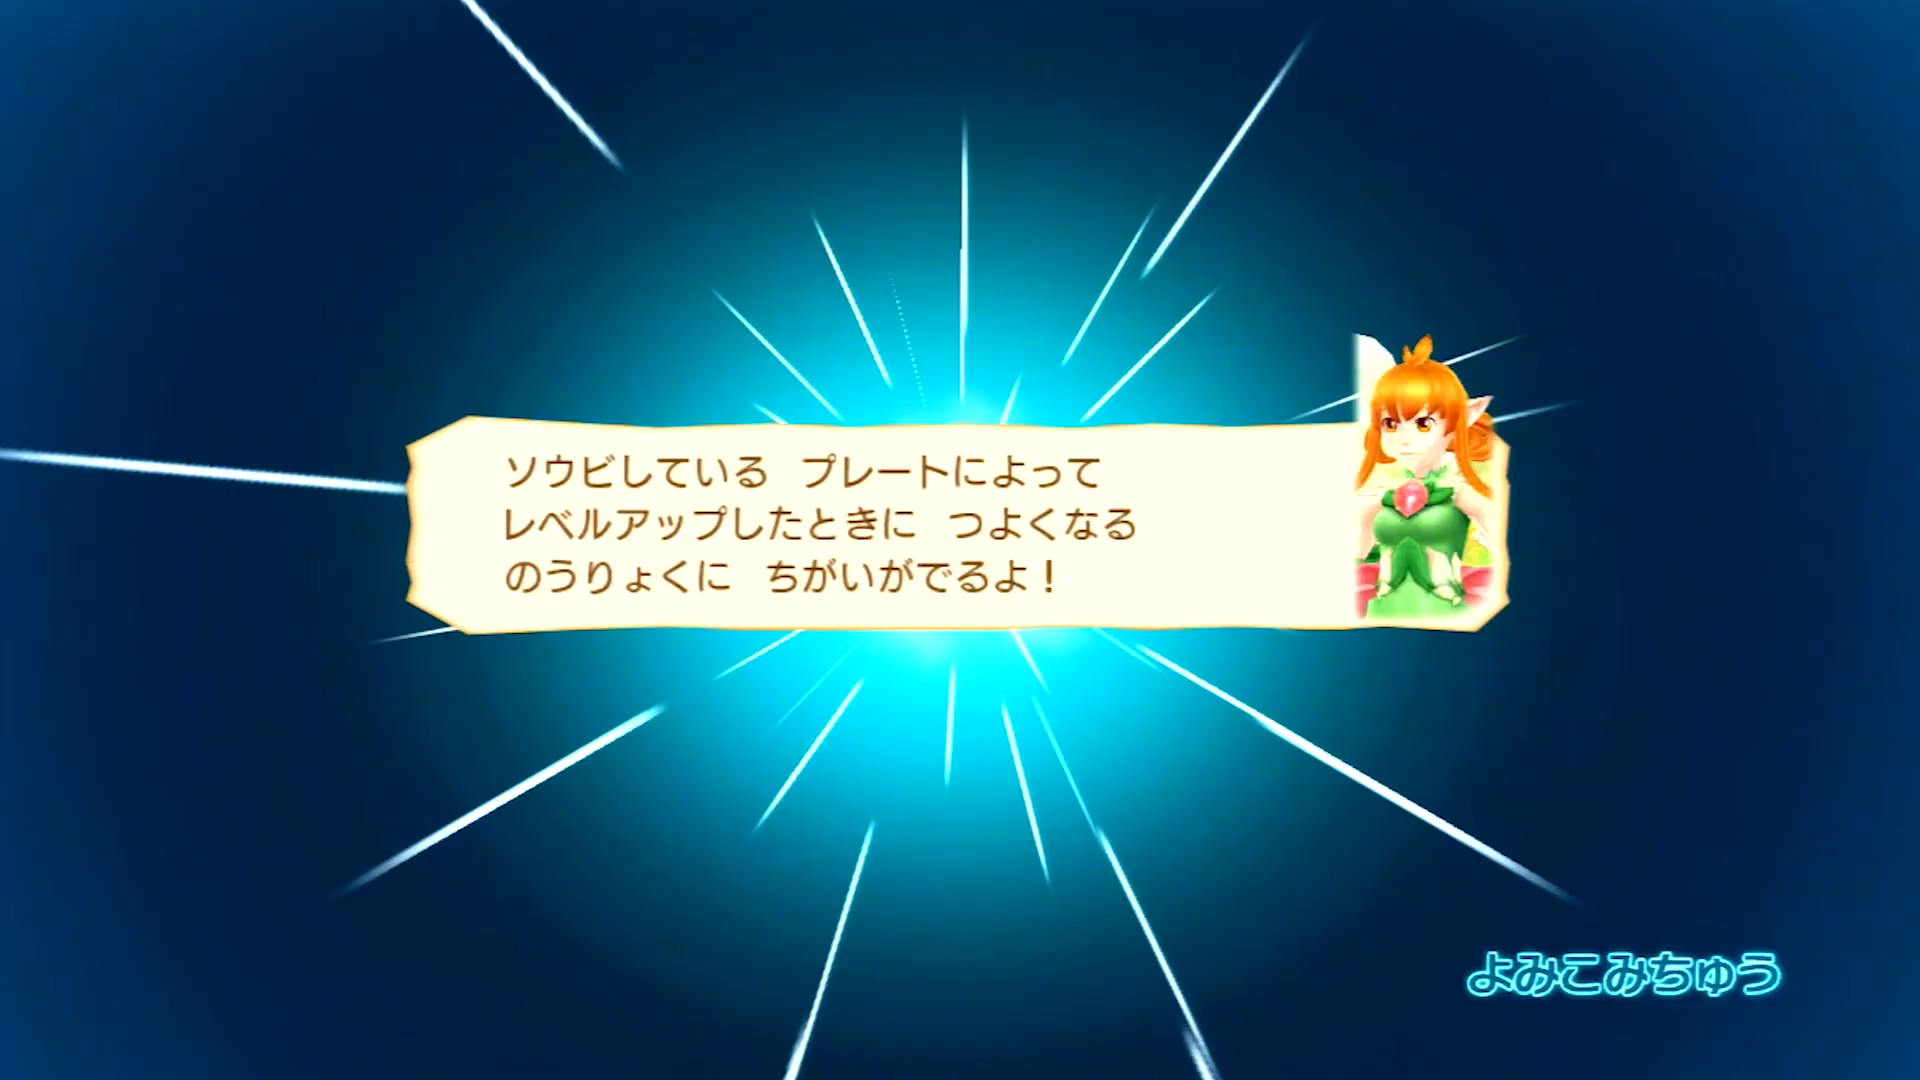 ソウビしている　プレートによって
レベルアップしたときに　つよくなる
のうりょくに　ちがいがでるよ！
よみこみちゅう